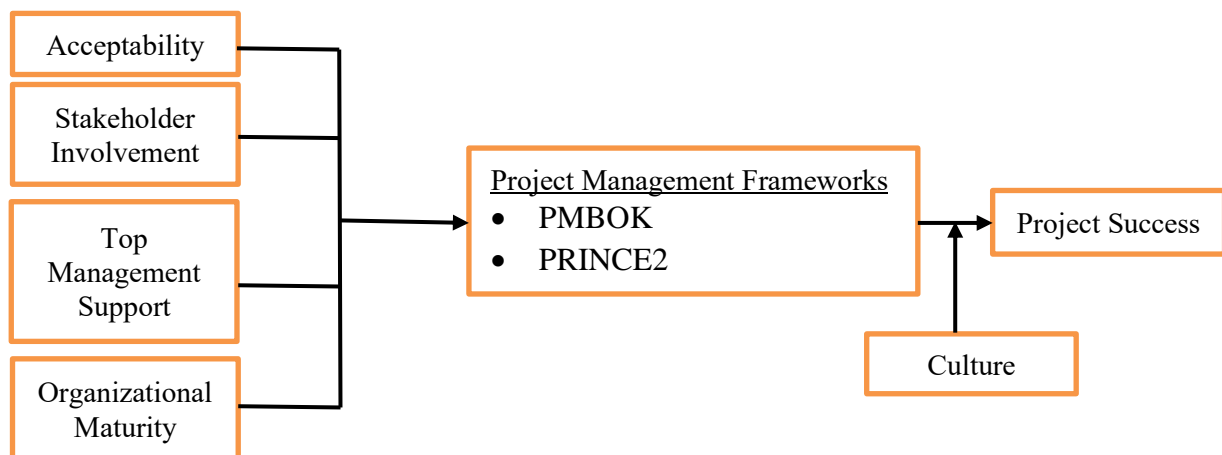 Acceptability
Stakeholder
Involvement
Top
Management
Support
Organizational
Maturity
Project Management Frameworks
• PMBOK
• PRINCE2
Project Success
Culture